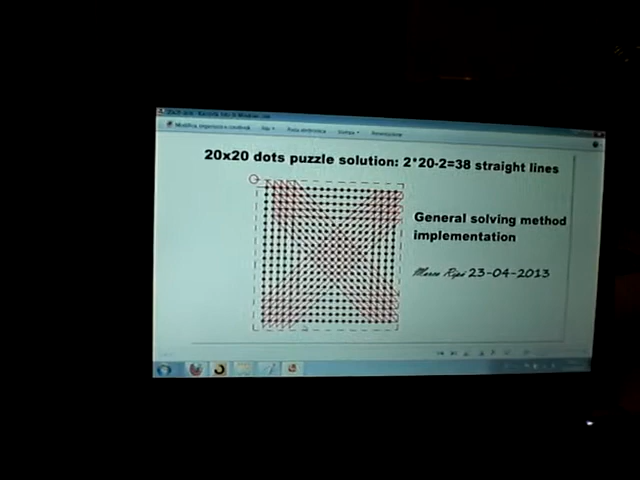 20x20 dots puzzle solution: 2*20-2=38 straight lines
General solving method
implementation
Marco Ripà 23-04-2013